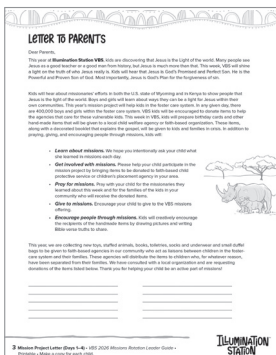 LETTER TO PARENTS
Dear Parents,
This year at Illumination Station VBS, kids are discovering that Jesus is the Light of the world. Many people see
Jesus as a good teacher or a good man from history, but Jesus is much more than that. This week, VBS will shine
a light on the truth of who Jesus really is. Kids will hear that Jesus is God's Promised and Perfect Son. He is the
Powerful and Proven Son of God. Most importantly, Jesus is God's Plan for the forgiveness of sin.
Kids will hear about missionaries' efforts in both the U.S. state of Wyoming and in Kenya to show people that
Jesus is the light of the world. Boys and girls will learn about ways they can be a light for Jesus within their
own communities. This year's mission project will help kids in the foster care system. In any given day, there
are 400,000 boys and girls within the foster care system. VBS kids will be encouraged to donate items to help
the agencies that care for these vulnerable kids. This week in VBS, kids will prepare birthday cards and other
hand-made items that will be given to a local child welfare agency or faith-based organization. These items,
along with a decorated booklet that explains the gospel, will be given to kids and families in crisis. In addition to
praying, giving, and encouraging people through missions, kids will:
• Learn about missions. We hope you intentionally ask your child what
she learned in missions each day.
• Get involved with missions. Please help your child participate in the
mission project by bringing items to be donated to faith-based child
protective service or children's placement agency in your area.
• Pray for missions. Pray with your child for the missionaries they
learned about this week and for the families of the kids in your
community who will receive the donated items.
• Give to missions. Encourage your child to give to the VBS missions
offering.
• Encourage people through missions. Kids will creatively encourage
the recipients of the handmade items by drawing pictures and writing
Bible verse truths to share.
This year, we are collecting new toys, stuffed animals, books, toiletries, socks and underwear and small duffel
bags to be given to faith-based agencies in our community who act as liaisons between children in the foster-
care system and their families. These agencies will distribute the items to children who, for whatever reason,
have been separated from their families. We have consulted with a local organization and are requesting
donations of the items listed below. Thank you for helping your child be an active part of missions!
3 Mission Project Letter (Days 1–4) • VBS 2026 Missions Rotation Leader Guide •
Printable • Make a copy for each child.
ILLUMINATION
STATION